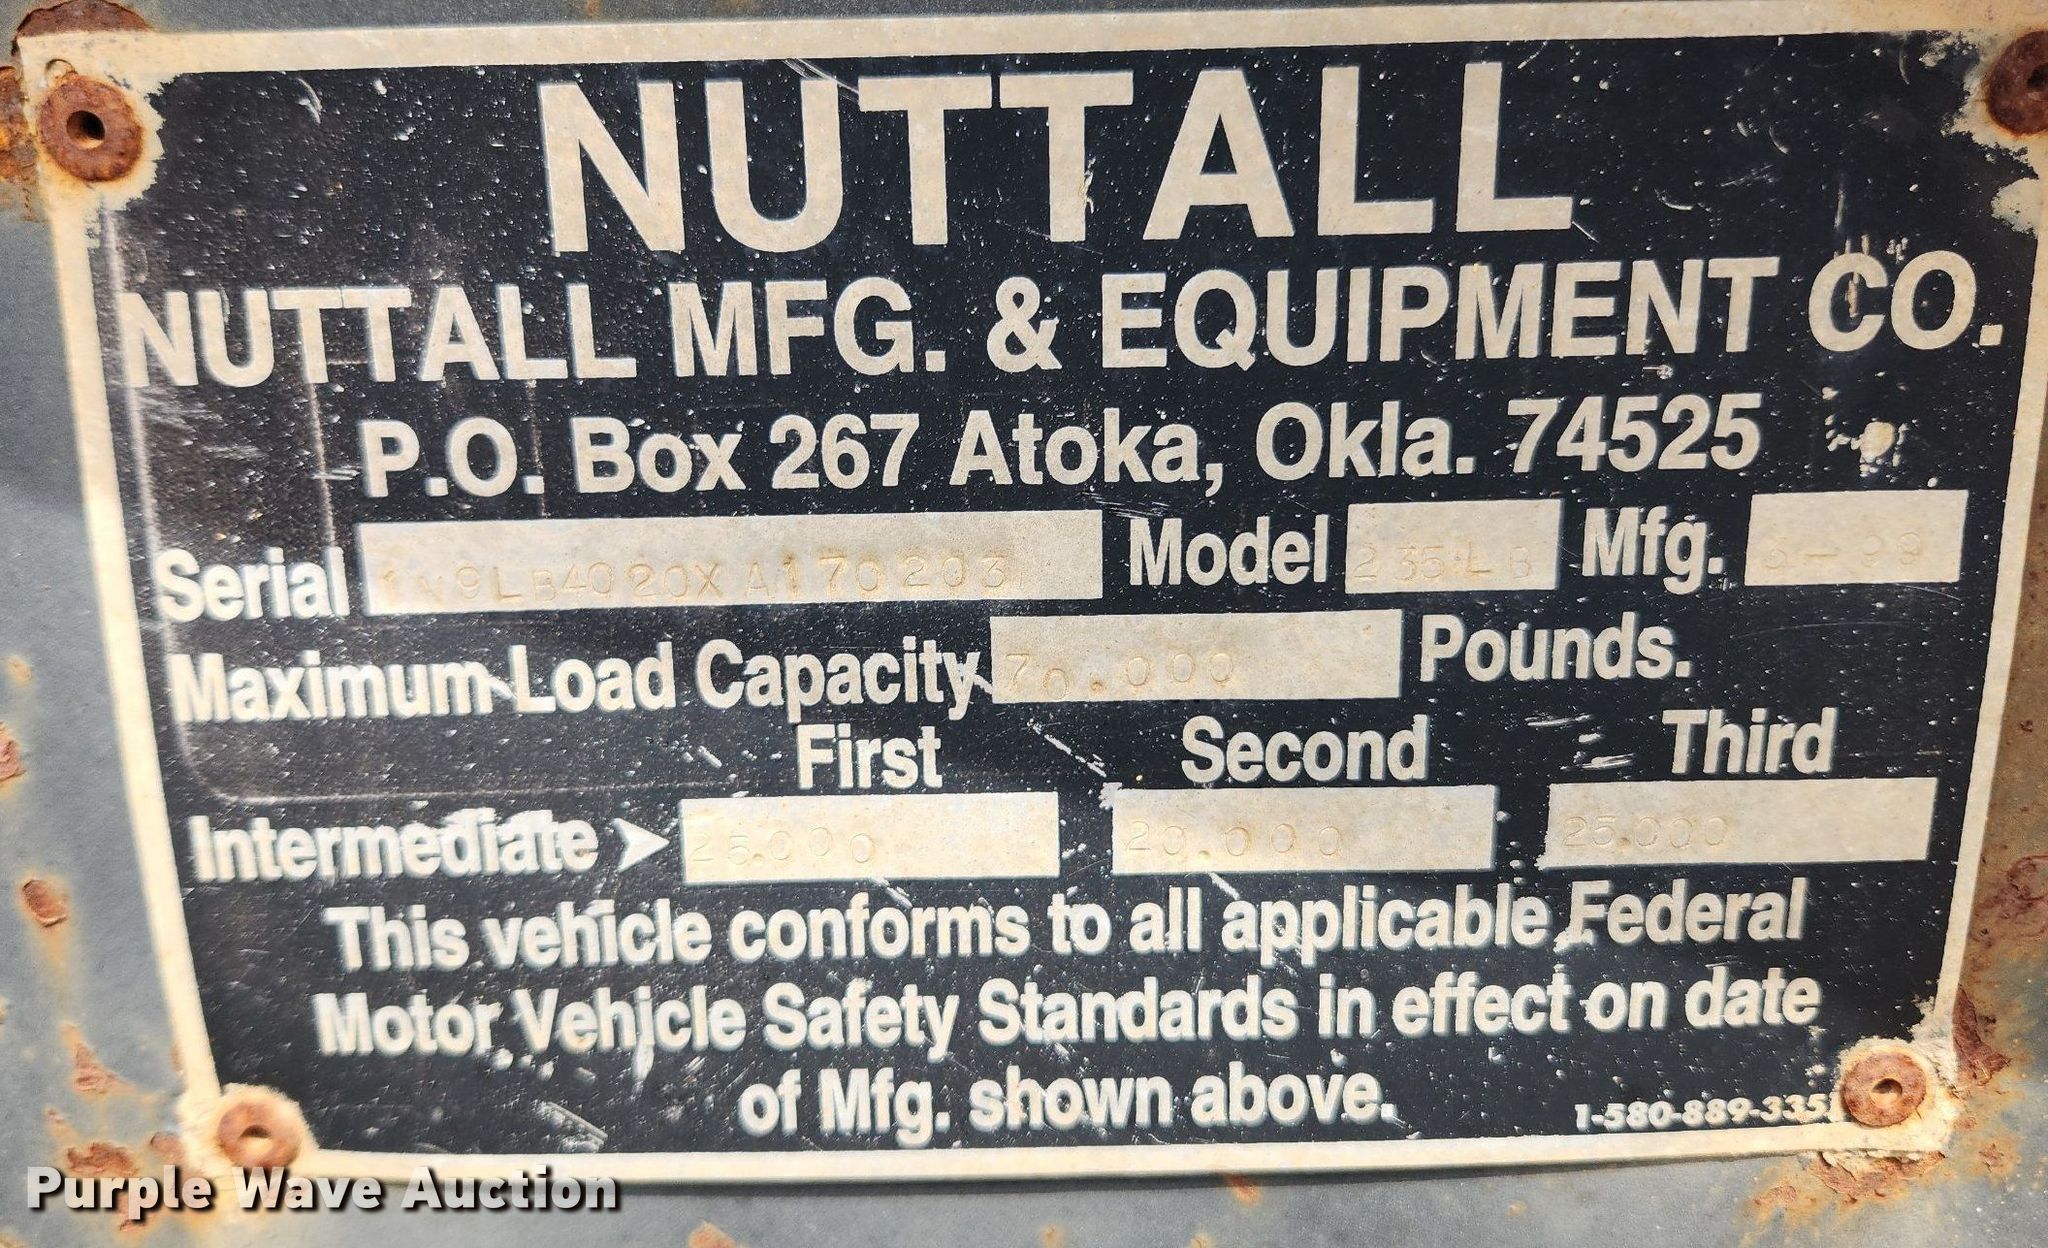 NUTTALL
NUTTALL MFG. & EQUIPMENT CO.
P.O. Box 267 Atoka, Okla. 74525
Serial 1N9LB4020XA170203 Model 235-LB Mfg.
Maximum Load Capacity 70.000 Pounds.
First Second Third
Intermediate 25.000 20.000 25.000
This vehicle conforms to all applicable Federal
Motor Vehicle Safety Standards in effect on date
of Mfg. shown above.
Purple Wave Auction